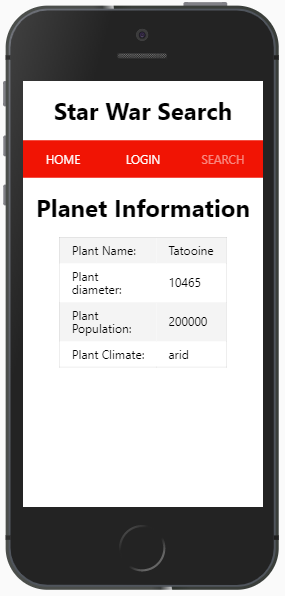 Star War Search
HOME LOGIN SEARCH
Planet Information
Plant Name: Tatooine
Plant
diameter: 10465
Plant
Population: 200000
Plant Climate: arid